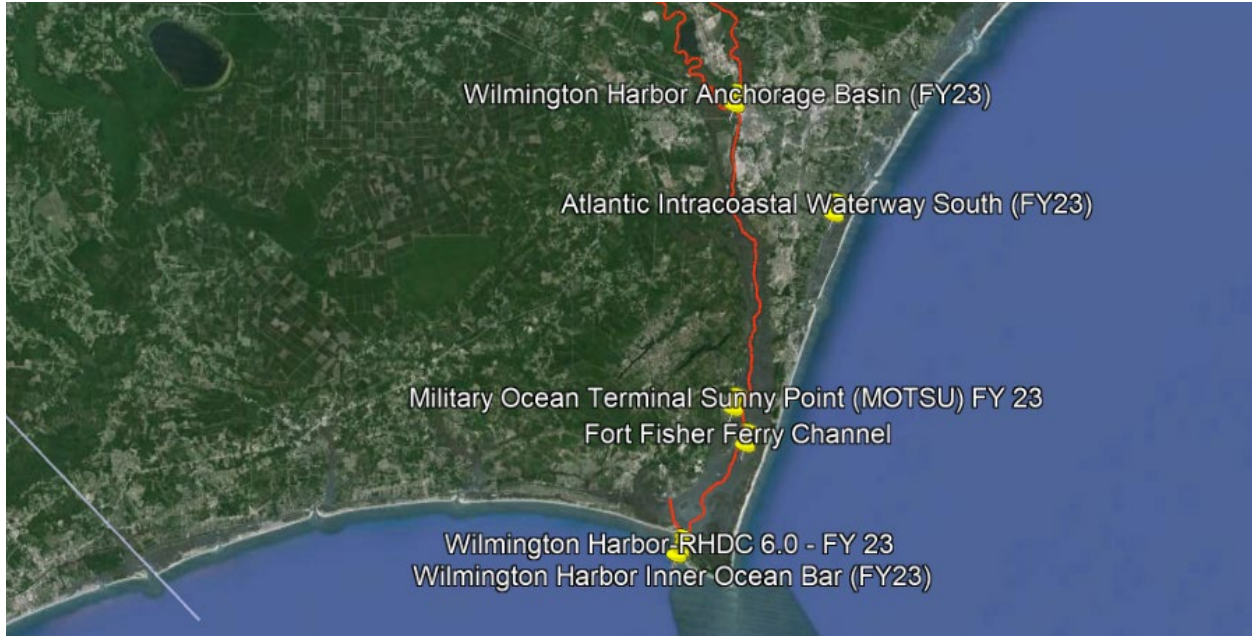 Wilmington Harbor Anchorage Basin (FY23)
Atlantic Intracoastal Waterway South (FY23)
Military Ocean Terminal Sunny Point (MOTSU) FY 23
Fort Fisher Ferry Channel
Wilmington Harbor-RHDC 6.0 - FY 23
Wilmington Harbor Inner Ocean Bar (FY23)